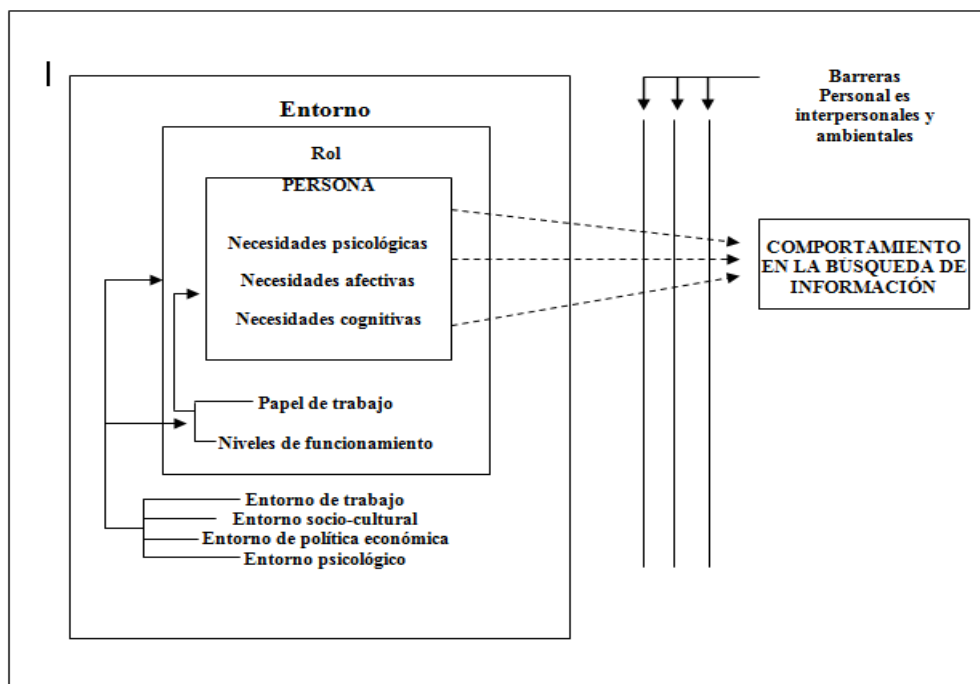 Barreras
Personal es
interpersonales y
ambientales
Entorno
Rol
PERSONA
Necesidades psicológicas
Necesidades afectivas
Necesidades cognitivas
COMPORTAMIENTO
EN LA BÚSQUEDA DE
INFORMACIÓN
Papel de trabajo
Niveles de funcionamiento
Entorno de trabajo
Entorno socio-cultural
Entorno de política económica
Entorno psicológico